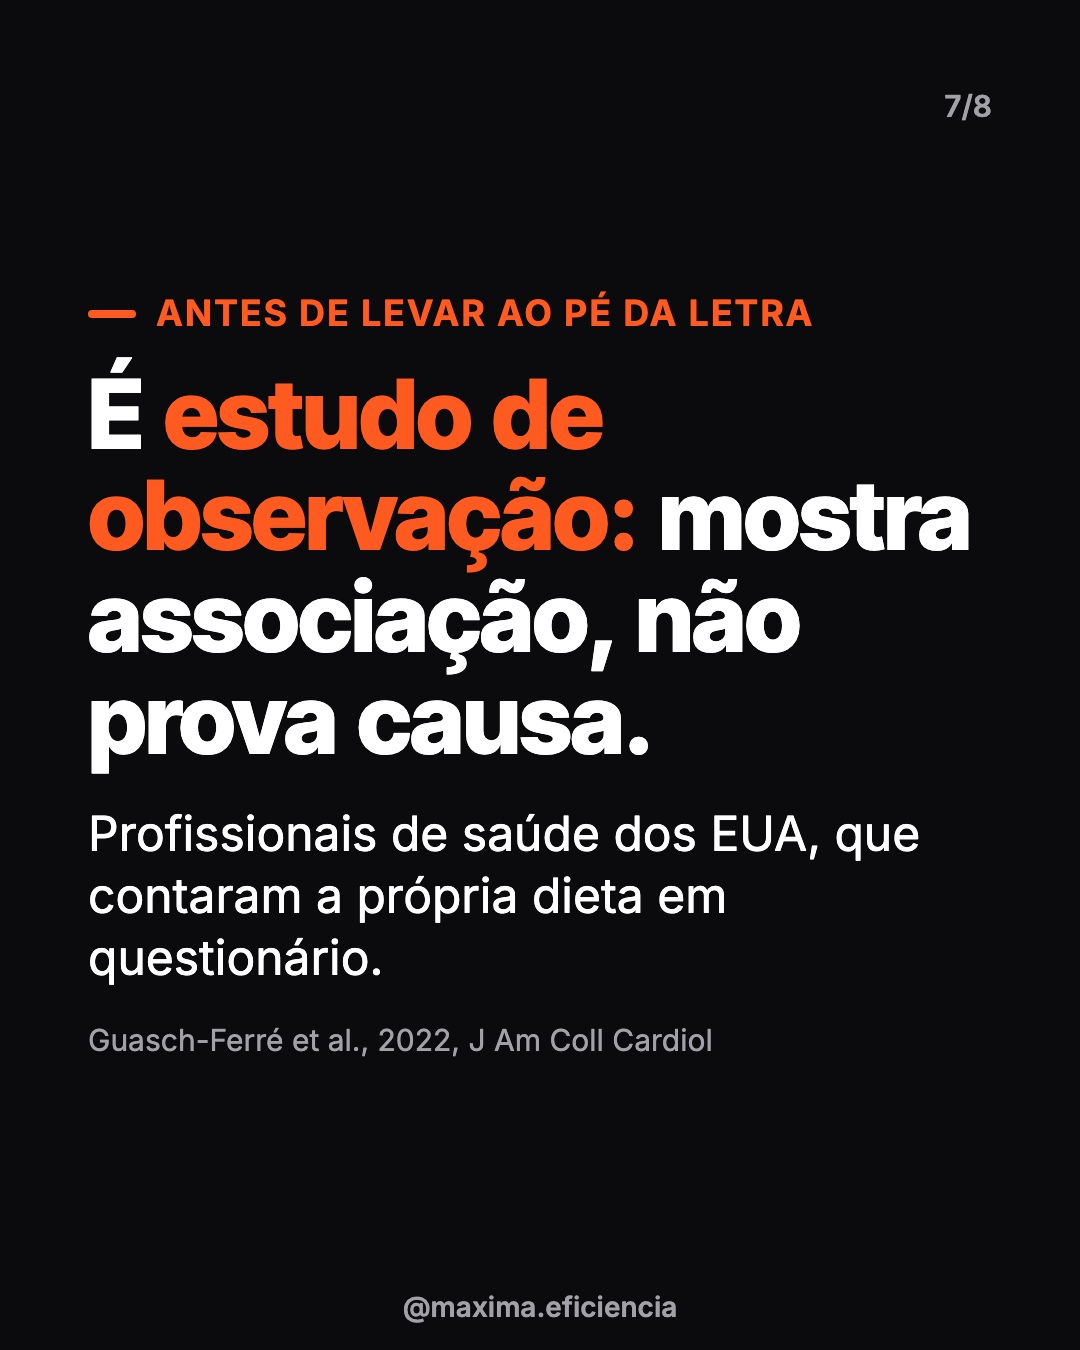 7/8
ANTES DE LEVAR AO PÉ DA LETRA
É estudo de
observação: mostra
associação, não
prova causa.
Profissionais de saúde dos EUA, que
contaram a própria dieta em
questionário.
Guasch-Ferré et al., 2022, J Am Coll Cardiol
@maxima.eficiencia